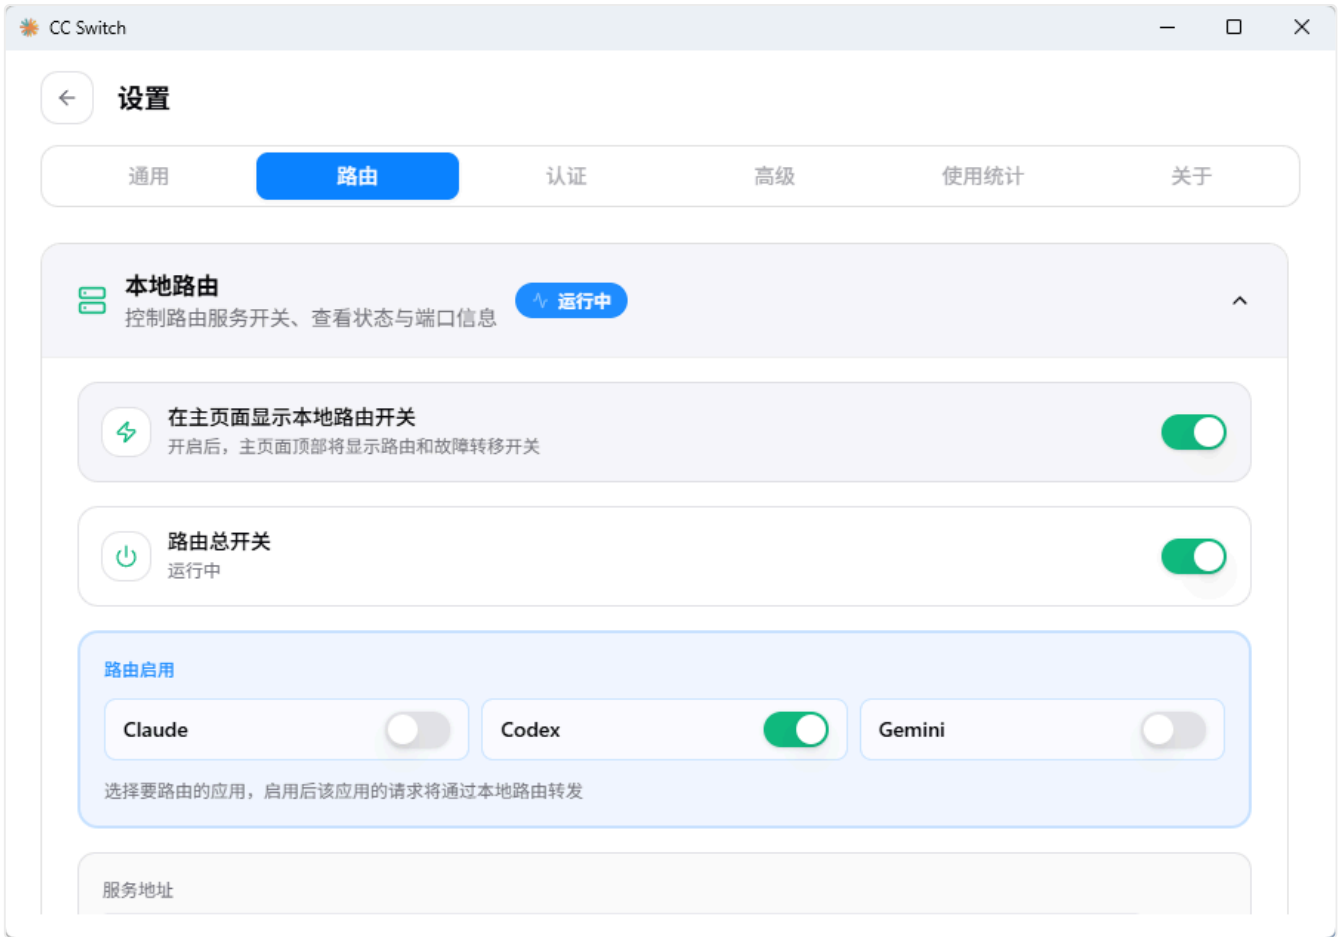 CC Switch
设置
通用
路由
认证
高级
使用统计
关于
本地路由
控制路由服务开关、查看状态与端口信息
运行中
在主页面显示本地路由开关
开启后，主页面顶部将显示路由和故障转移开关
路由总开关
运行中
路由启用
Claude
Codex
Gemini
选择要路由的应用，启用后该应用的请求将通过本地路由转发
服务地址